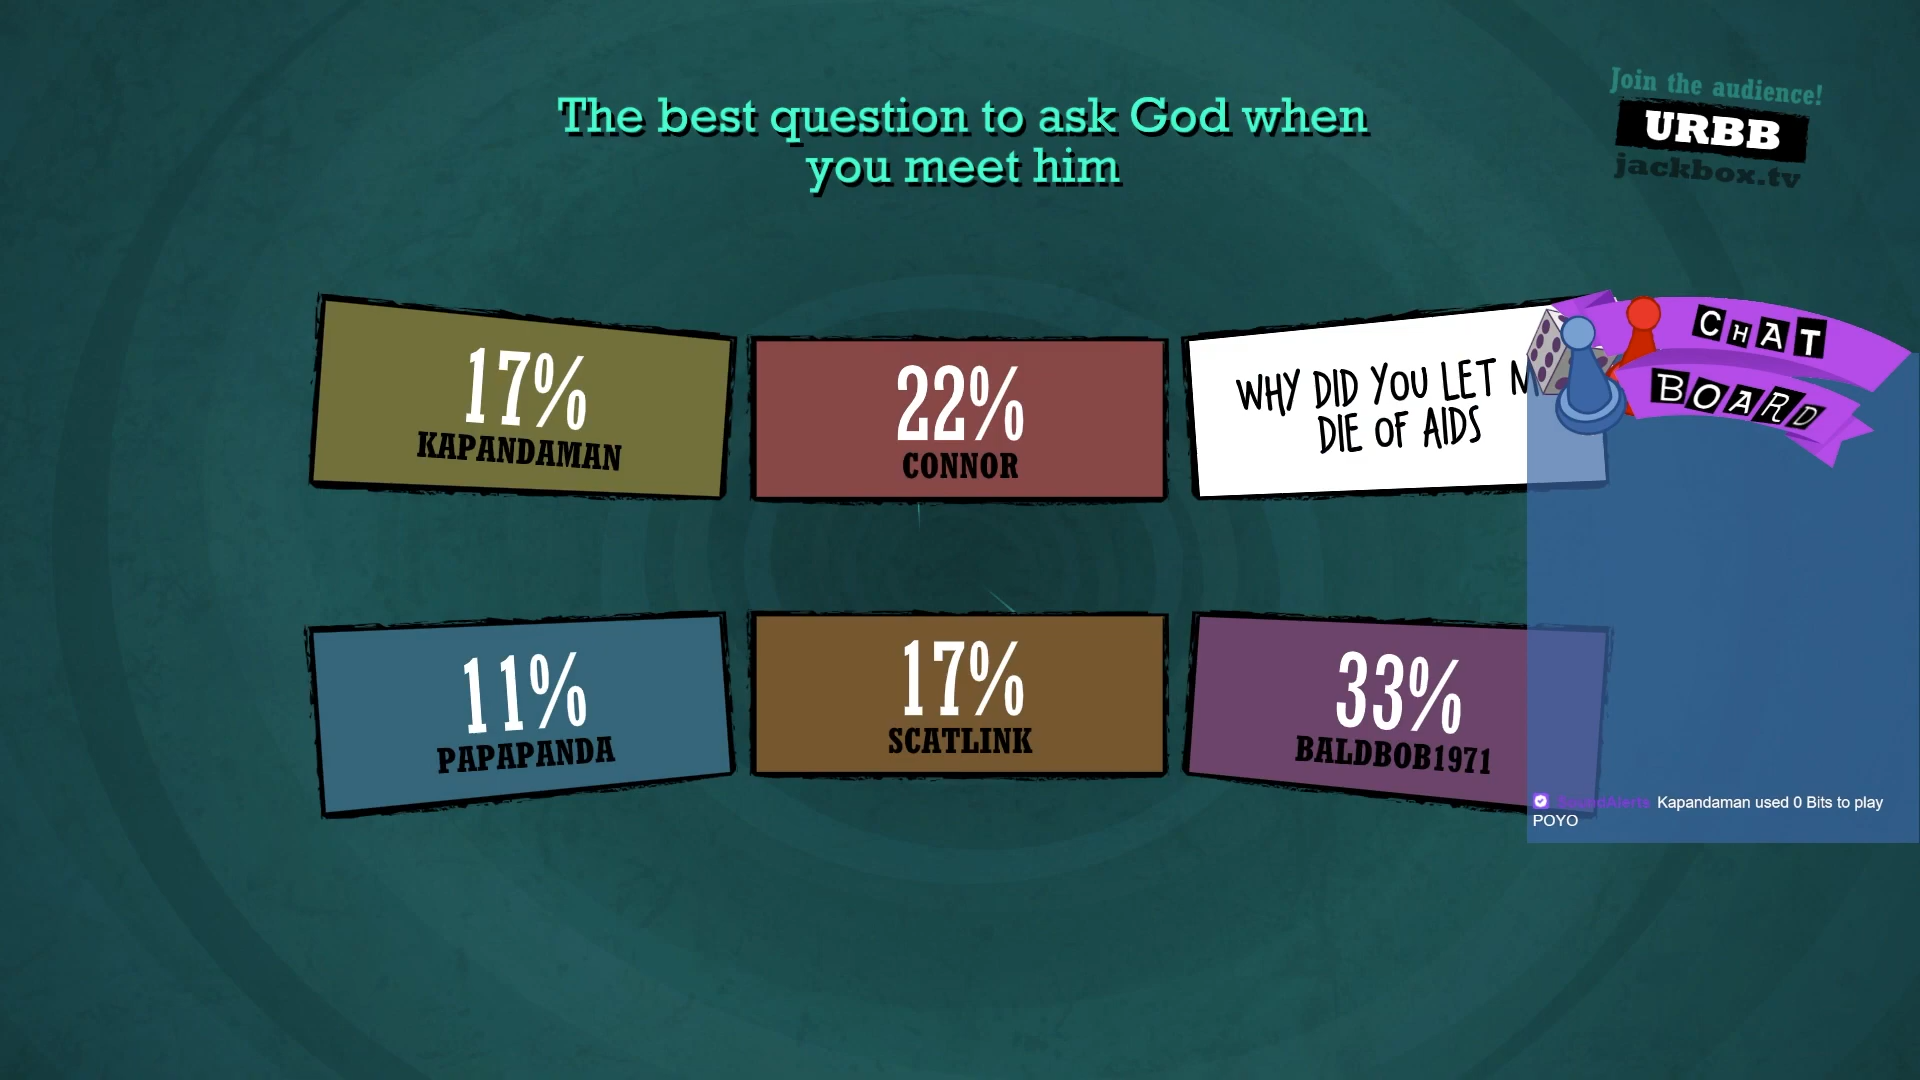 The best question to ask God when
you meet him
Join the audience!
URBB
jackbox.tv
17%
KAPANDAMAN
22%
CONNOR
WHY DID YOU LET
DIE OF AIDS
CHAT
BOARD
11%
PAPAPANDA
17%
SCATLINK
33%
BALDBOB1971
SoundAlerts Kapandaman used 0 Bits to play
POYO